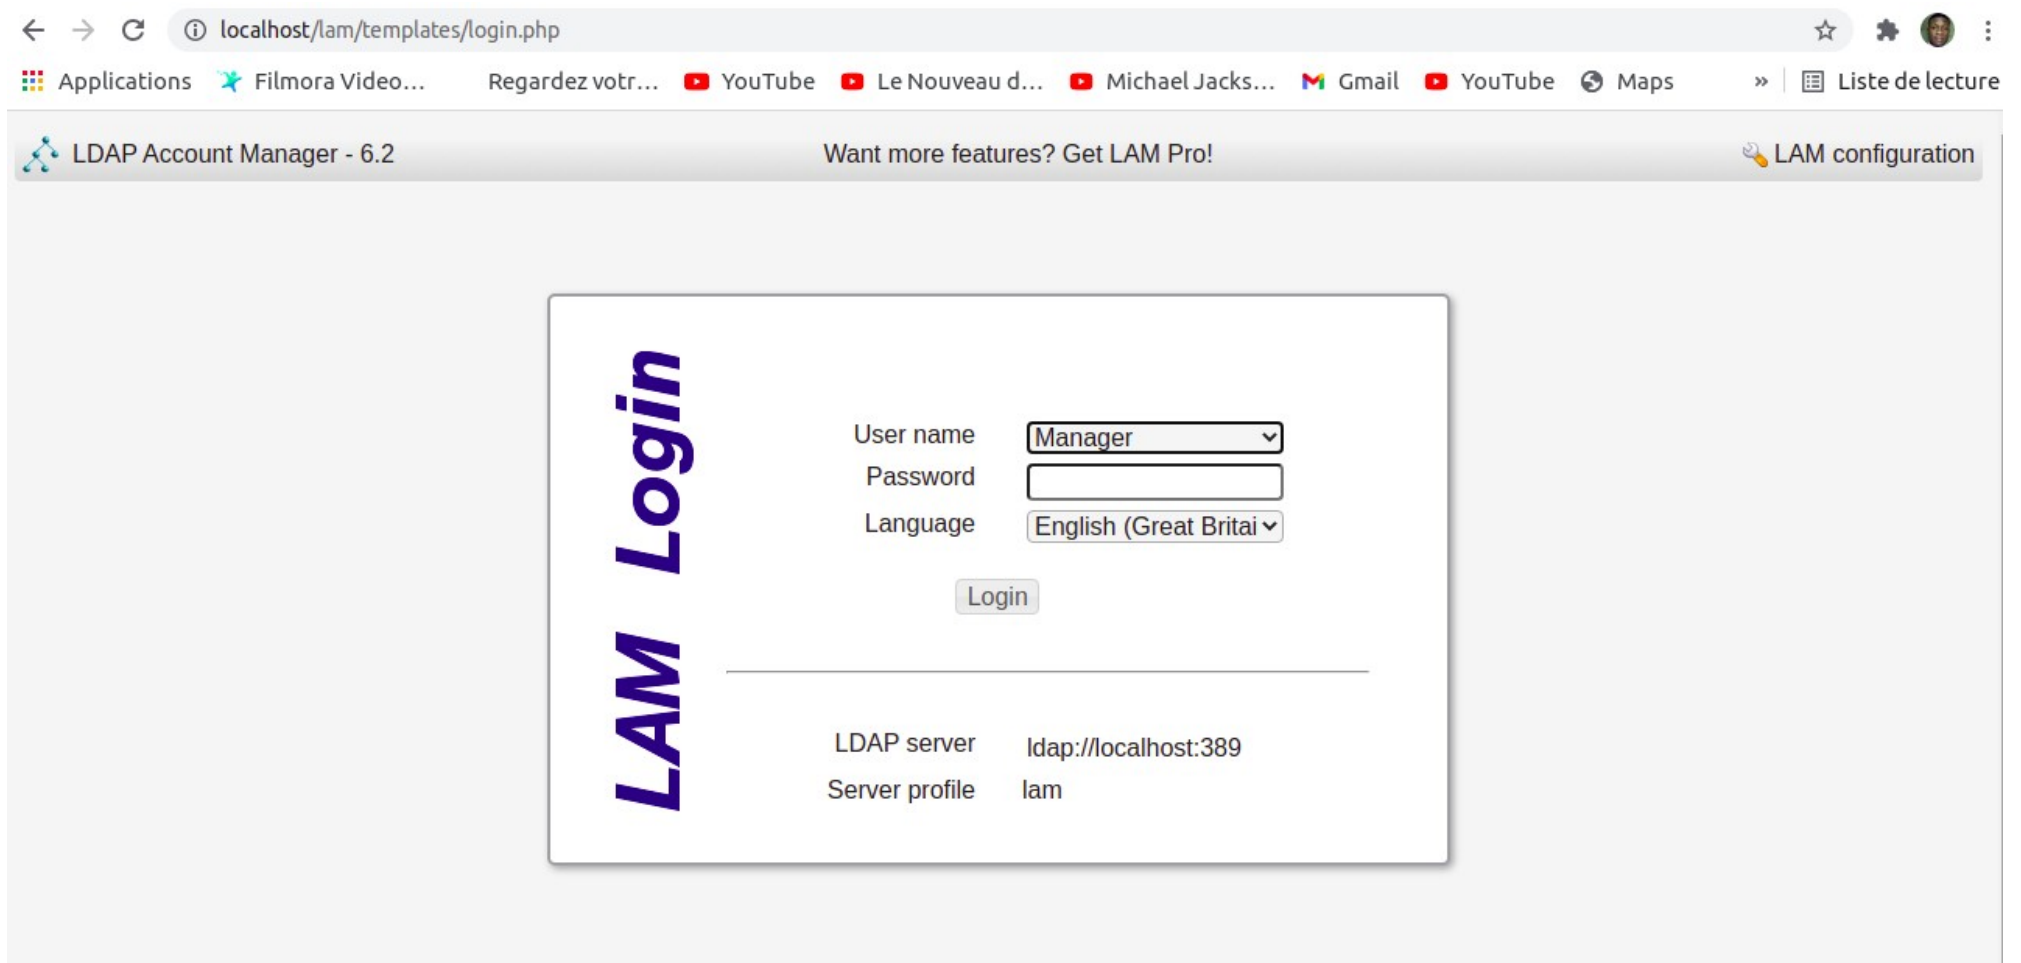 localhost/lam/templates/login.php
Applications Filmora Video... Regardez votr... YouTube Le Nouveau d... Michael Jacks... Gmail YouTube Maps » Liste de lecture
LDAP Account Manager - 6.2 Want more features? Get LAM Pro! LAM configuration
LAM Login
User name Manager
Password
Language English (Great Britai
Login
LDAP server ldap://localhost:389
Server profile lam